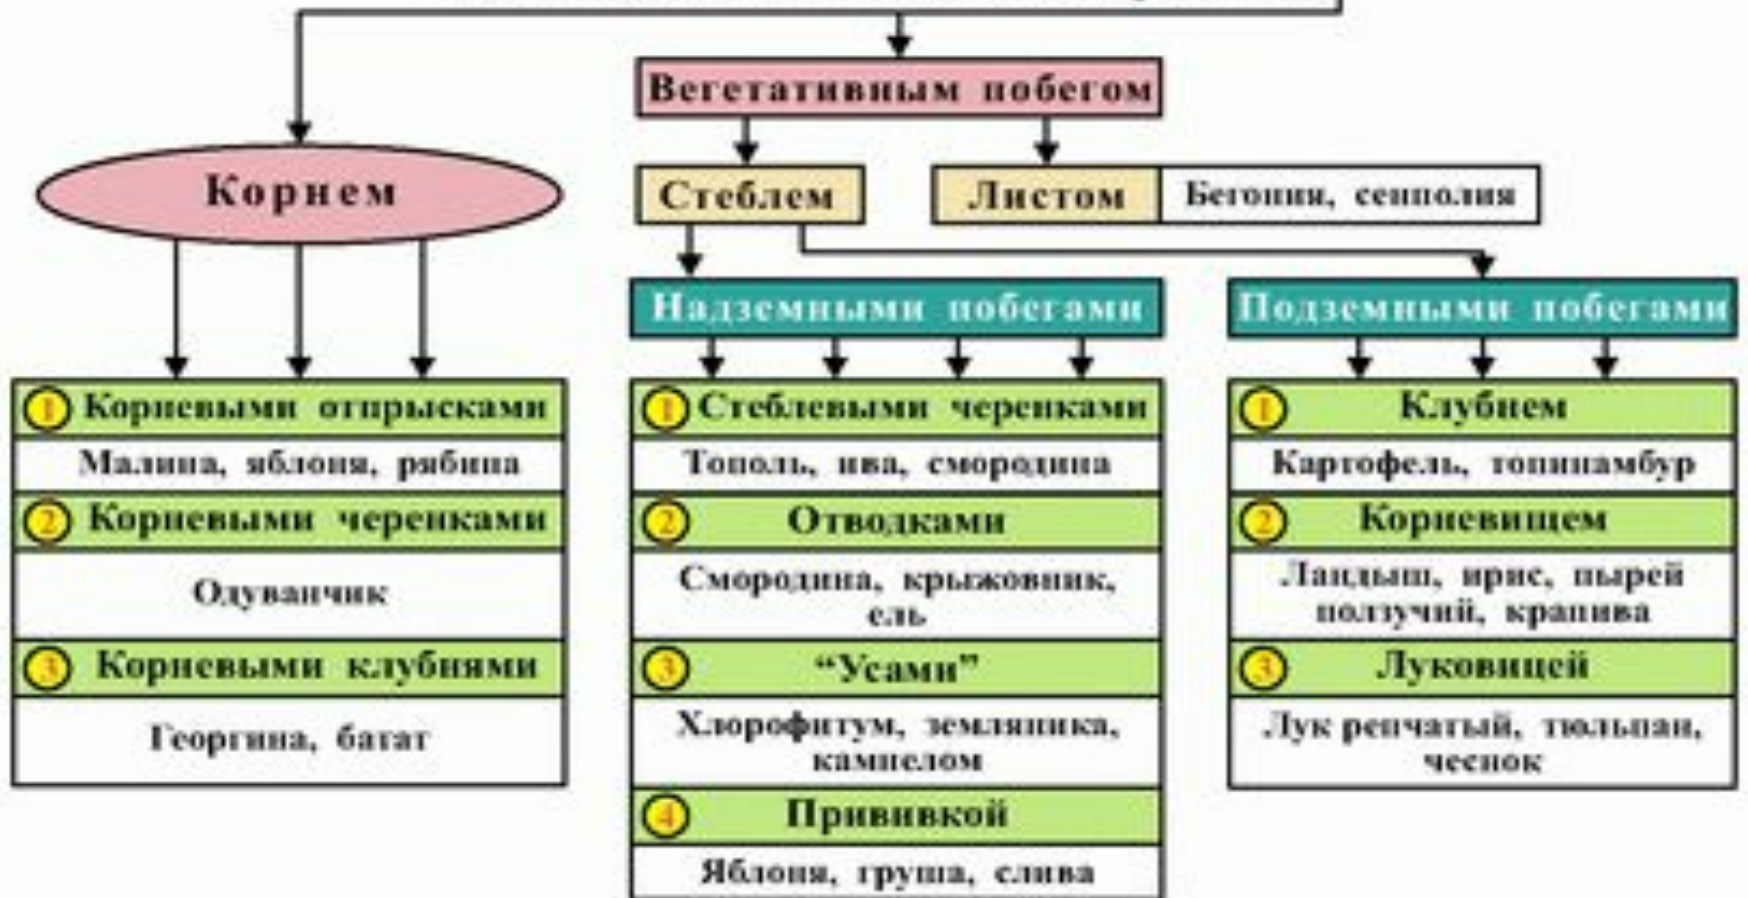 Вегетативным побегом
Корнем
Стеблем
Листом
Бегония, сенполия
Надземными побегами
Подземными побегами
1 Корневыми отпрысками
Малина, яблоня, рябина
2 Корневыми черенками
Одуванчик
3 Корневыми клубнями
Георгина, батат
1 Стеблевыми черенками
Тополь, ива, смородина
2 Отводками
Смородина, крыжовник,
ель
3 “Усами”
Хлорофитум, земляника,
камнелом
4 Прививкой
Яблоня, груша, слива
1 Клубнем
Картофель, топинамбур
2 Корневищем
Ландыш, ирис, пырей
ползучий, крапива
3 Луковицей
Лук репчатый, тюльпан,
чеснок